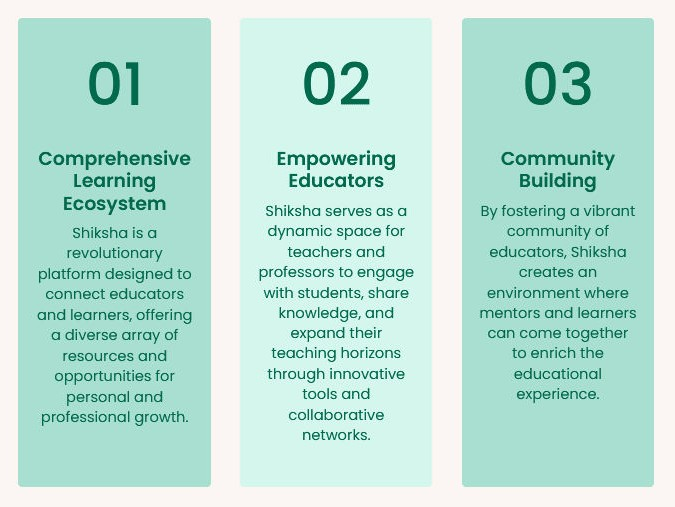 01
Comprehensive
Learning
Ecosystem
Shiksha is a
revolutionary
platform designed to
connect educators
and learners, offering
a diverse array of
resources and
opportunities for
personal and
professional growth.
02
Empowering
Educators
Shiksha serves as a
dynamic space for
teachers and
professors to engage
with students, share
knowledge, and
expand their
teaching horizons
through innovative
tools and
collaborative
networks.
03
Community
Building
By fostering a vibrant
community of
educators, Shiksha
creates an
environment where
mentors and learners
can come together
to enrich the
educational
experience.